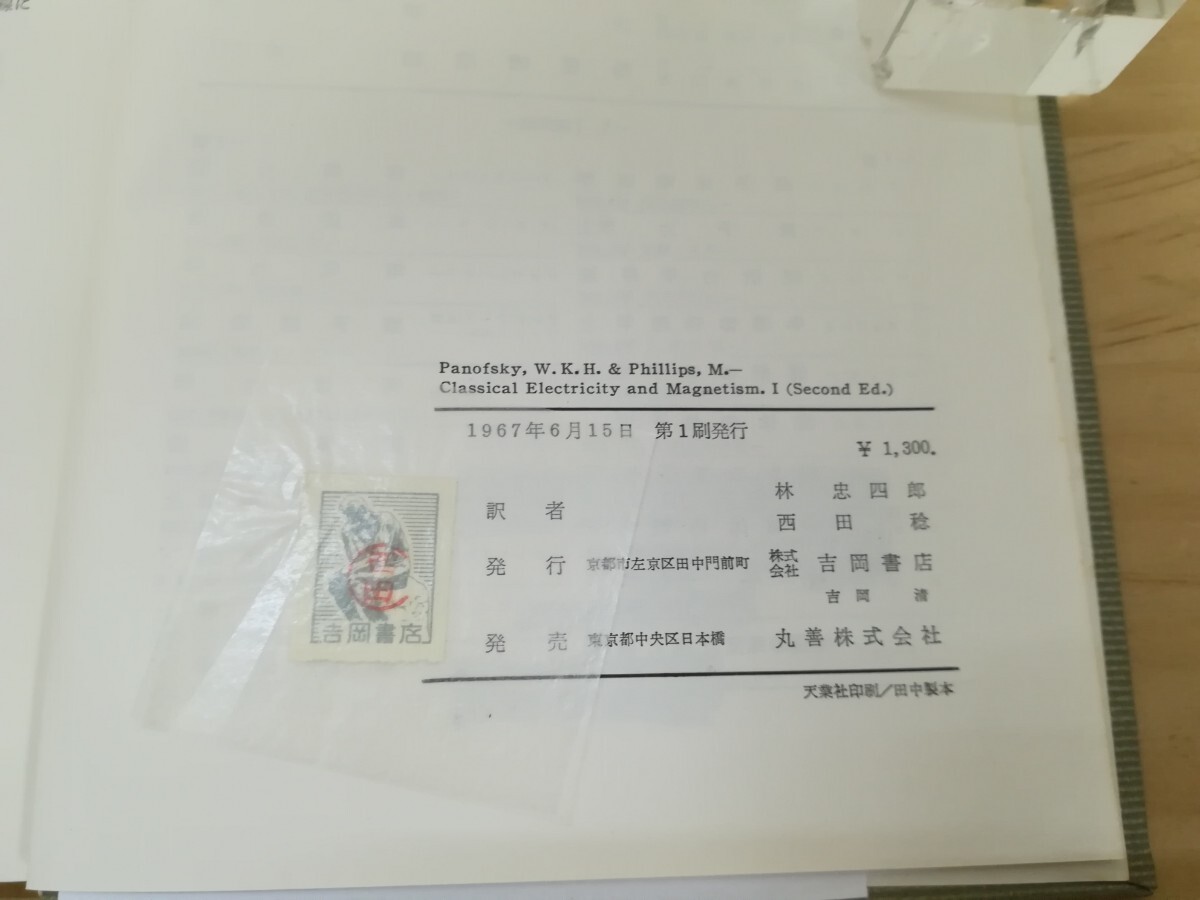 Panofsky, W.K.H. & Phillips, M.—
Classical Electricity and Magnetism. I (Second Ed.)
1967年6月15日 第1刷発行
¥ 1,300.
訳者 林忠四郎
西田稔
発行 京都市左京区田中門前町 株式会社 吉岡書店
吉岡清
発売 東京都中央区日本橋 丸善株式会社
天業社印刷/田中製本
吉岡書店